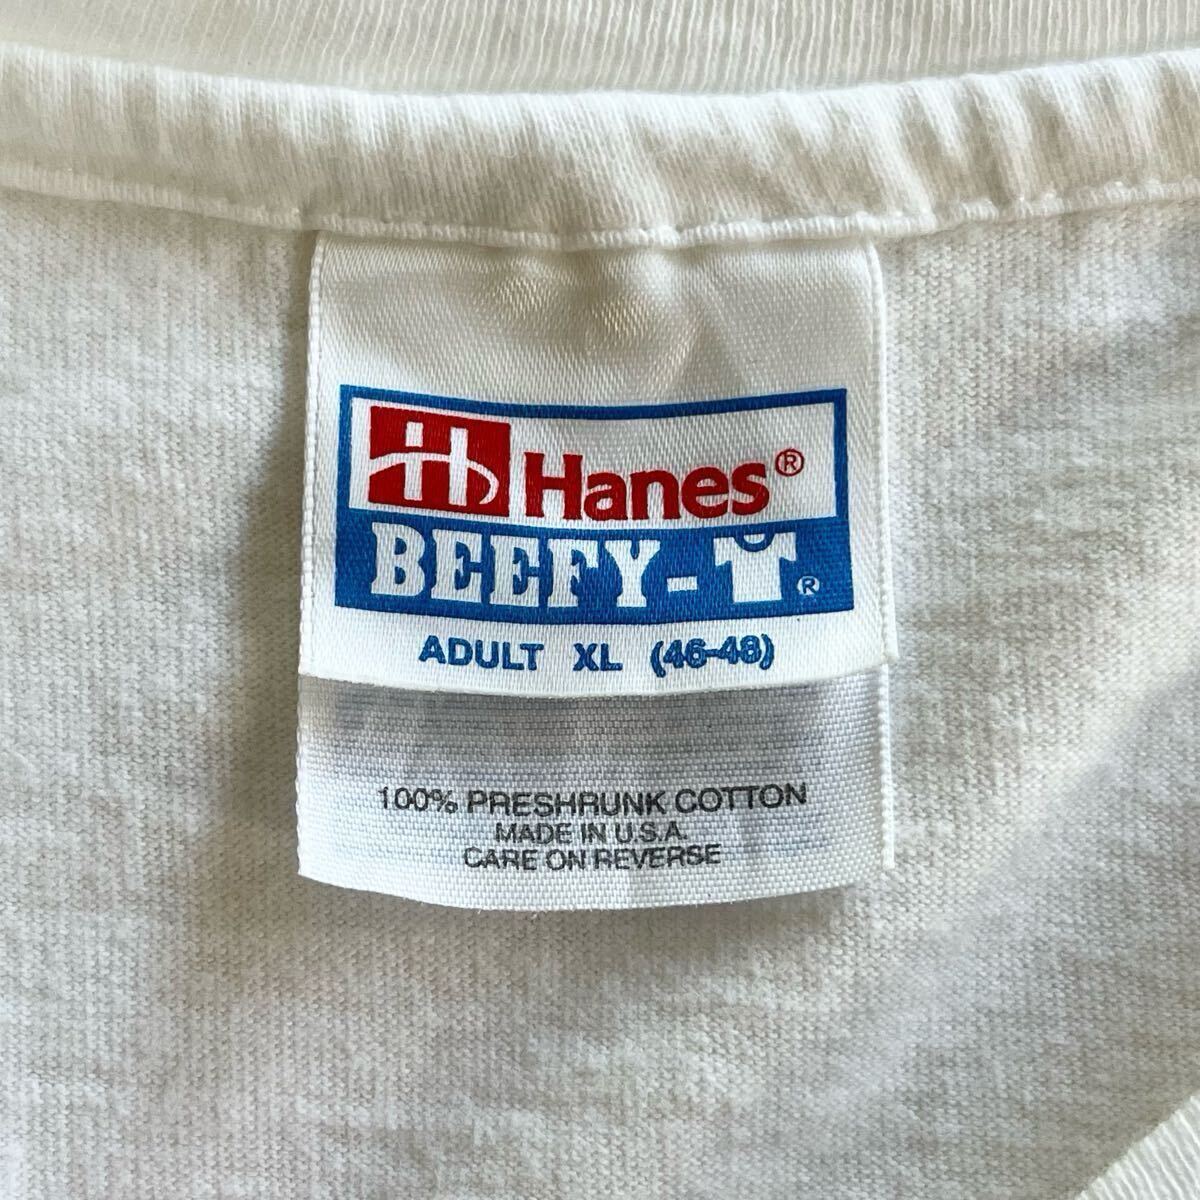 H Hanes®
BEEFY-T®
ADULT XL (46-48)
100% PRESHRUNK COTTON
MADE IN U.S.A.
CARE ON REVERSE